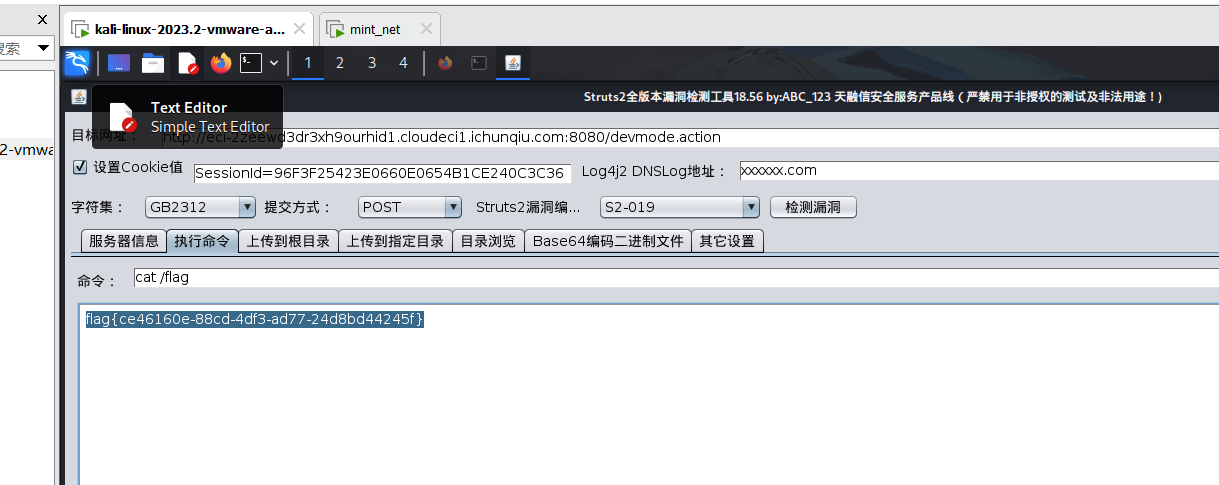 kali-linux-2023.2-vmware-a...
mint_net
搜索
1 2 3 4
Text Editor
Simple Text Editor
Struts2全版本漏洞检测工具18.56 by:ABC_123 天融信安全服务产品线（严禁用于非授权的测试及非法用途！)
目标网址：
http://eci-2zeewd3dr3xh9ourhid1.cloudeci1.ichunqiu.com:8080/devmode.action
2-vmwa
设置Cookie值
SessionId=96F3F25423E0660E0654B1CE240C3C36
Log4j2 DNSLog地址：
xxxxxx.com
字符集：
GB2312
提交方式：
POST
Struts2漏洞编...
S2-019
检测漏洞
服务器信息
执行命令
上传到根目录
上传到指定目录
目录浏览
Base64编码二进制文件
其它设置
命令：
cat /flag
flag{ce46160e-88cd-4df3-ad77-24d8bd44245f}